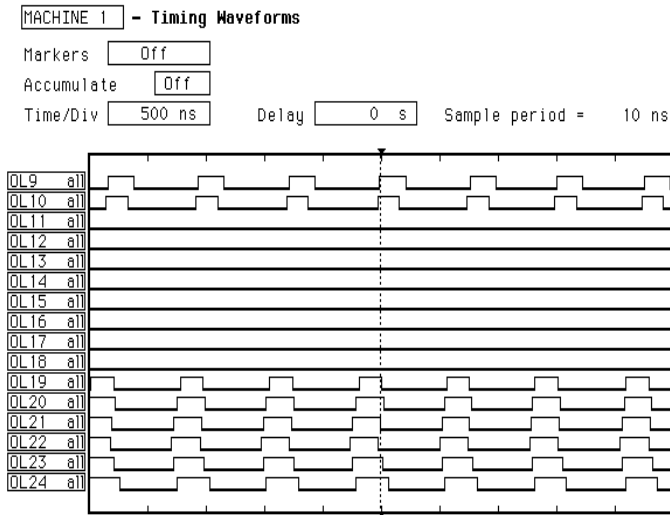 MACHINE 1 - Timing Waveforms
Markers Off
Accumulate Off
Time/Div 500 ns Delay 0 s Sample period = 10 ns
OL9 all
OL10 all
OL11 all
OL12 all
OL13 all
OL14 all
OL15 all
OL16 all
OL17 all
OL18 all
OL19 all
OL20 all
OL21 all
OL22 all
OL23 all
OL24 all